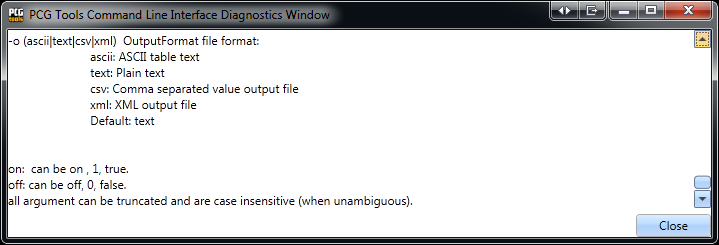 PCG TOOLS
PCG Tools Command Line Interface Diagnostics Window
-o (ascii|text|csv|xml)  OutputFormat file format:
ascii: ASCII table text
text: Plain text
csv: Comma separated value output file
xml: XML output file
Default: text
on:  can be on , 1, true.
off: can be off, 0, false.
all argument can be truncated and are case insensitive (when unambiguous).
Close